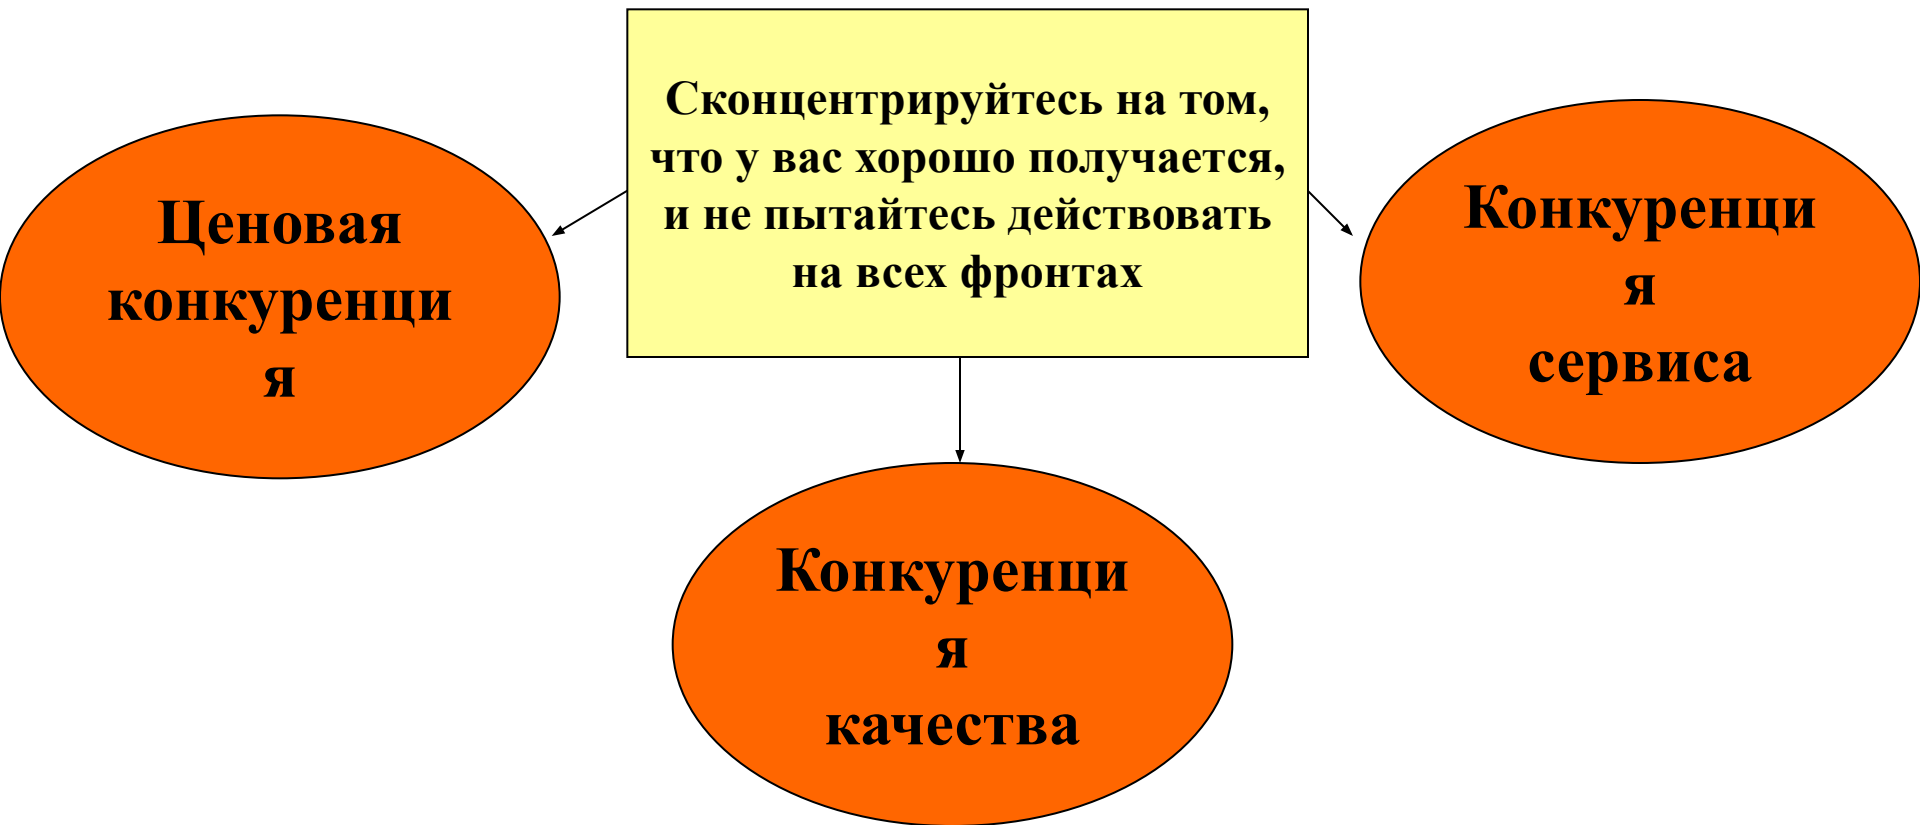 Сконцентрируйтесь на том,
что у вас хорошо получается,
и не пытайтесь действовать
на всех фронтах
Ценовая
конкуренци
я
Конкуренци
я
сервиса
Конкуренци
я
качества